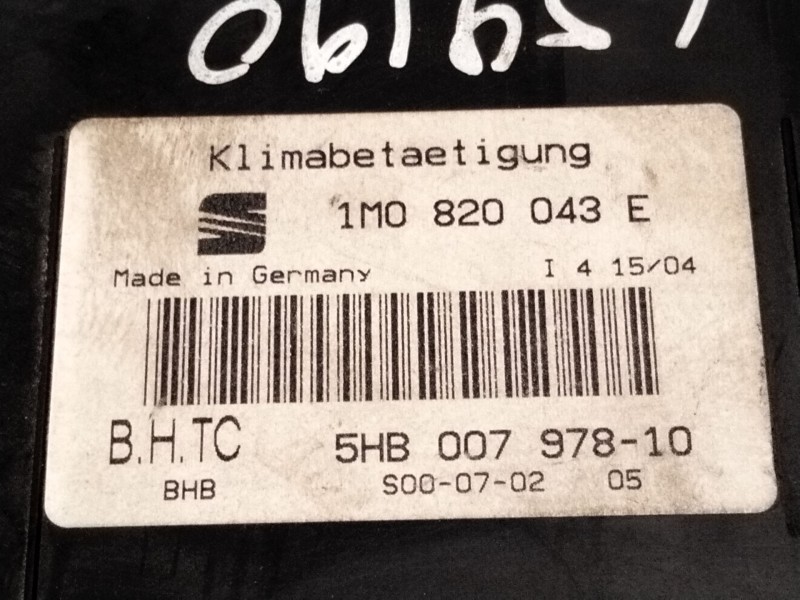 Klimabetaetigung
1M0 820 043 E
Made in Germany I 4 15/04
B.H.TC 5HB 007 978-10
BHB S00-07-02 05